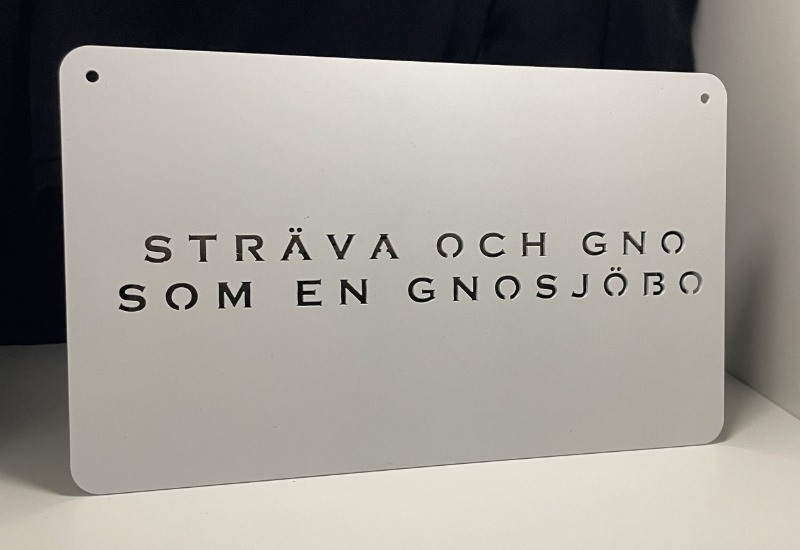 STRÄVA OCH GNO
SOM EN GNOSJÖBO